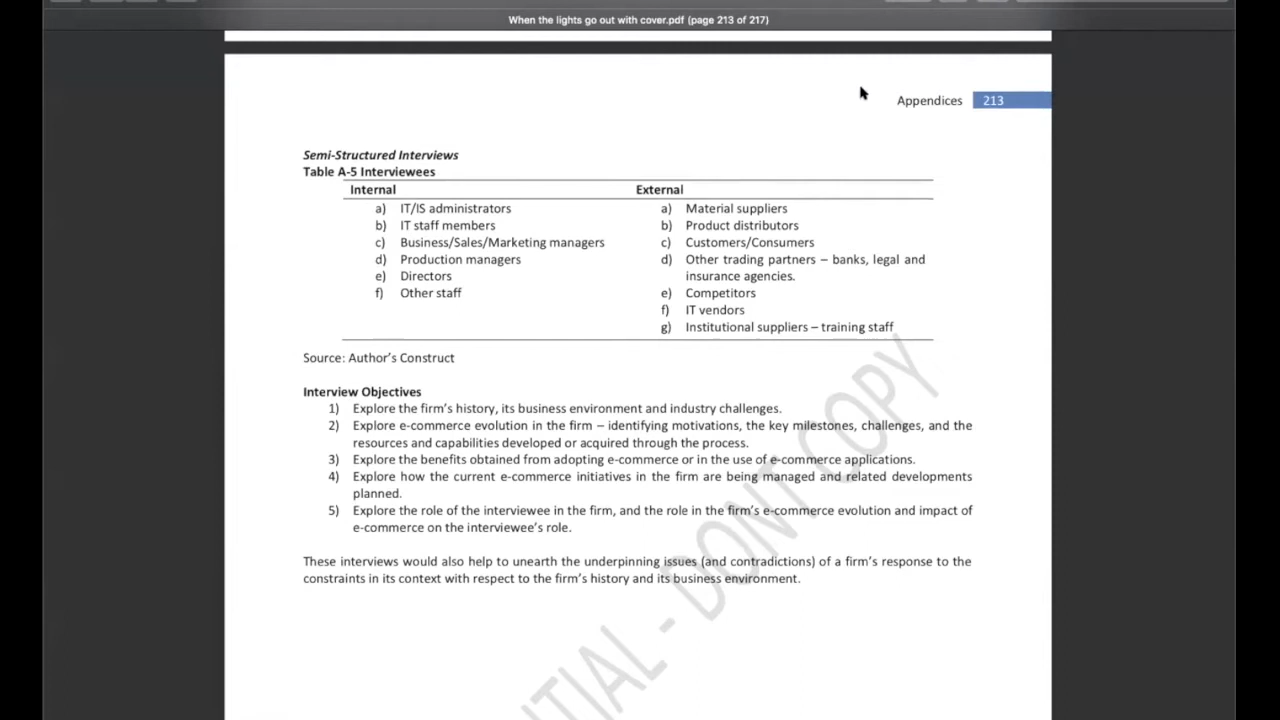 When the lights go out with cover.pdf (page 213 of 217)
Appendices 213
Semi-Structured Interviews
Table A-5 Interviewees
Internal External
a) IT/IS administrators a) Material suppliers
b) IT staff members b) Product distributors
c) Business/Sales/Marketing managers c) Customers/Consumers
d) Production managers d) Other trading partners – banks, legal and
insurance agencies.
e) Directors
f) Other staff e) Competitors
f) IT vendors
g) Institutional suppliers – training staff
Source: Author's Construct
Interview Objectives
1) Explore the firm's history, its business environment and industry challenges.
2) Explore e-commerce evolution in the firm – identifying motivations, the key milestones, challenges, and the
resources and capabilities developed or acquired through the process.
3) Explore the benefits obtained from adopting e-commerce or in the use of e-commerce applications.
4) Explore how the current e-commerce initiatives in the firm are being managed and related developments
planned.
5) Explore the role of the interviewee in the firm, and the role in the firm's e-commerce evolution and impact of
e-commerce on the interviewee's role.
These interviews would also help to unearth the underpinning issues (and contradictions) of a firm's response to the
constraints in its context with respect to the firm's history and its business environment.
NTIAL - DONT COPY